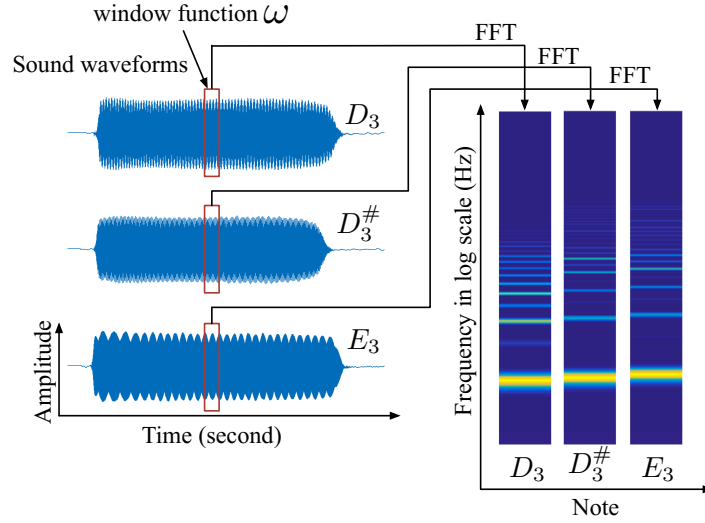 window function ω
Sound waveforms
FFT
FFT
FFT
D₃
D₃^#
E₃
Amplitude
Time (second)
Frequency in log scale (Hz)
D₃
D₃^#
E₃
Note